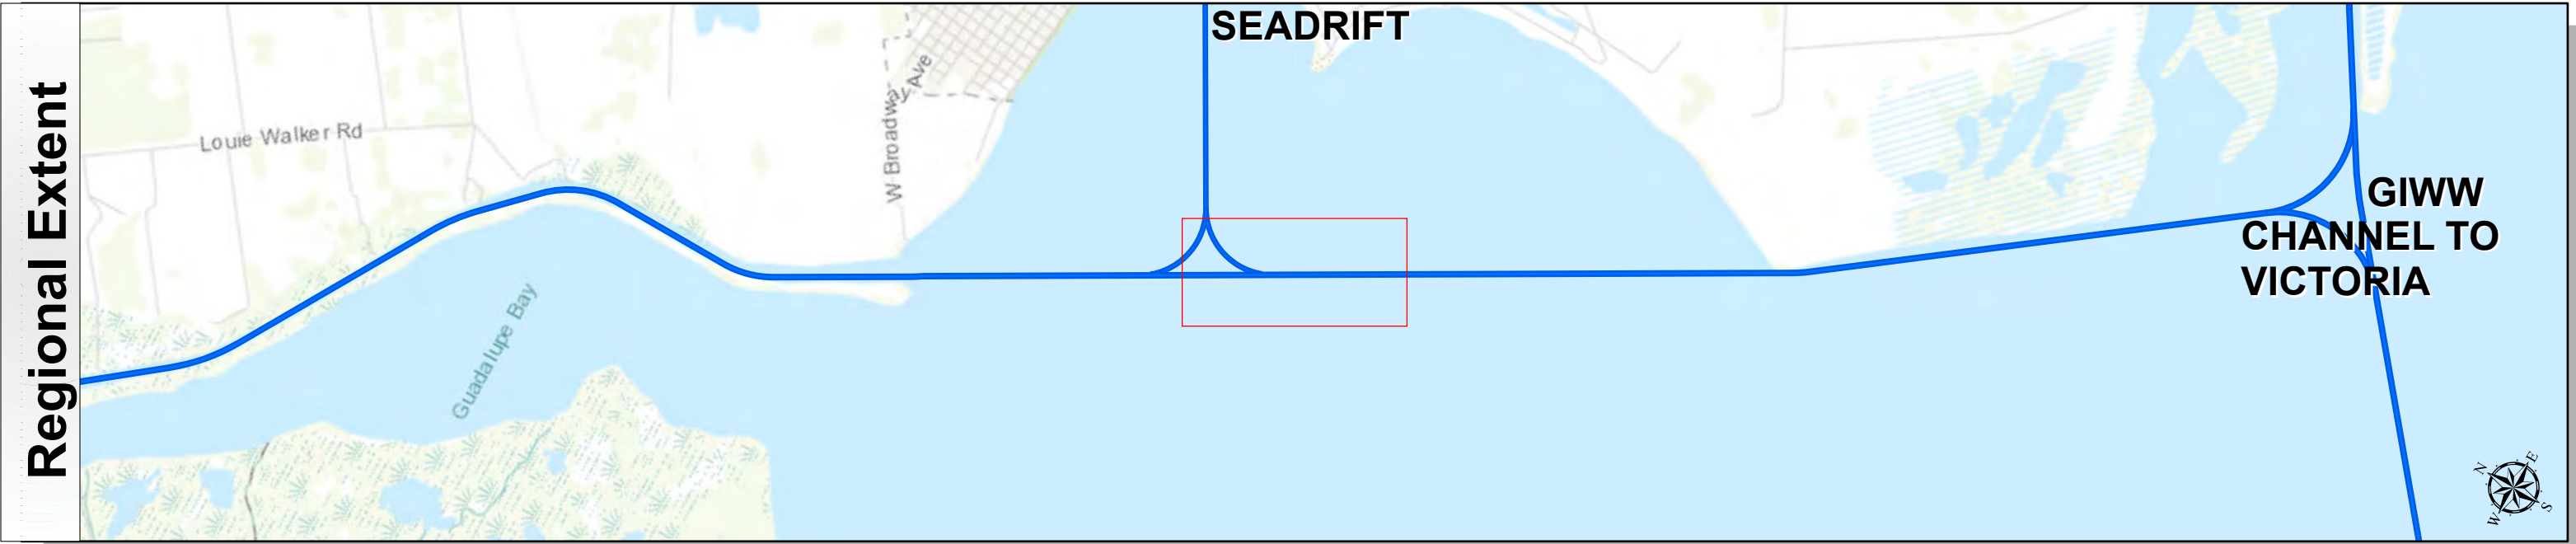 Regional Extent
SEADRIFT
Louie Walker Rd
W Broadway Ave
Guadalupe Bay
GIWW
CHANNEL TO
VICTORIA
N
E
W
S